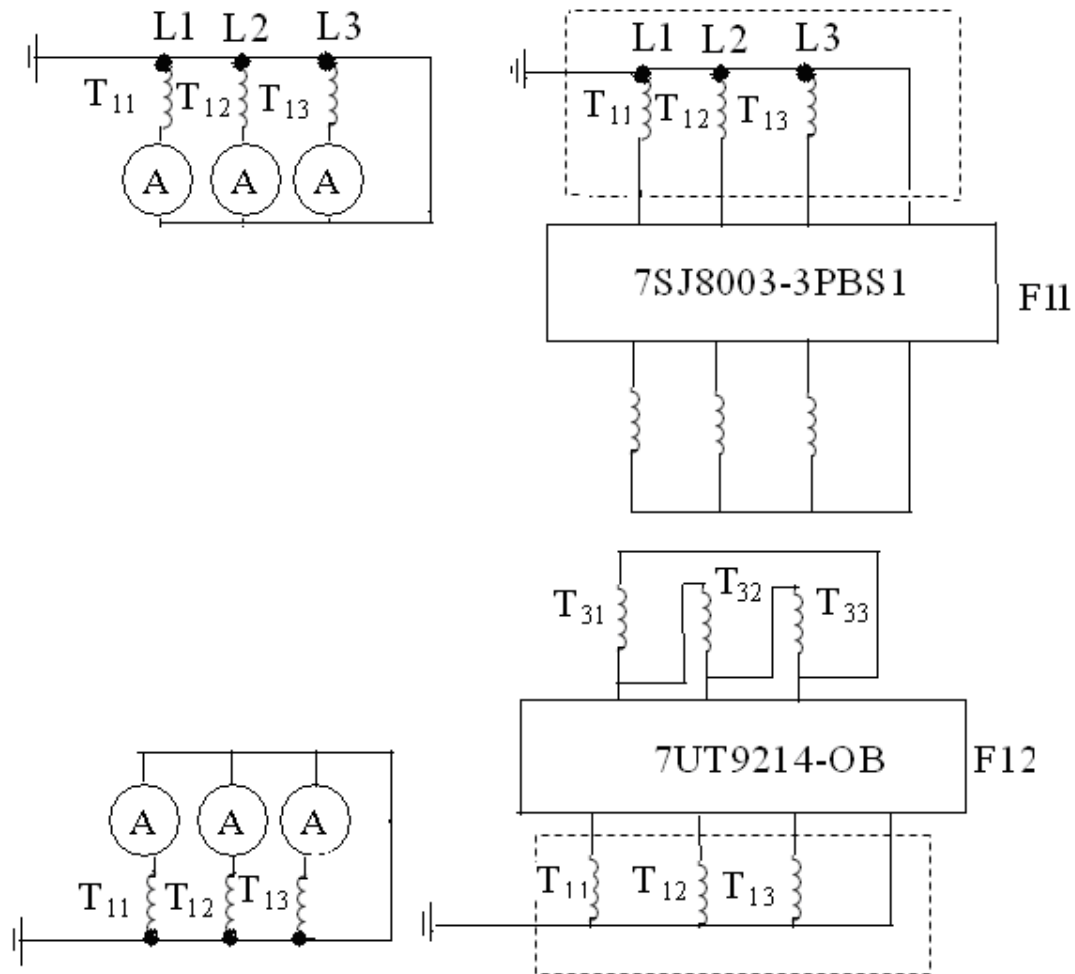 L1 L2 L3
T11 T12 T13
A A A
L1 L2 L3
T11 T12 T13
7SJ8003-3PBS1
F11
T31 T32 T33
7UT9214-OB
F12
A A A
T11 T12 T13
T11 T12 T13